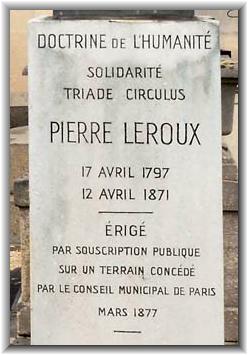 DOCTRINE DE L'HUMANITÉ
SOLIDARITÉ
TRIADE CIRCULUS
PIERRE LEROUX
17 AVRIL 1797
12 AVRIL 1871
ÉRIGÉ
PAR SOUSCRIPTION PUBLIQUE
SUR UN TERRAIN CONCÉDÉ
PAR LE CONSEIL MUNICIPAL DE PARIS
MARS 1877